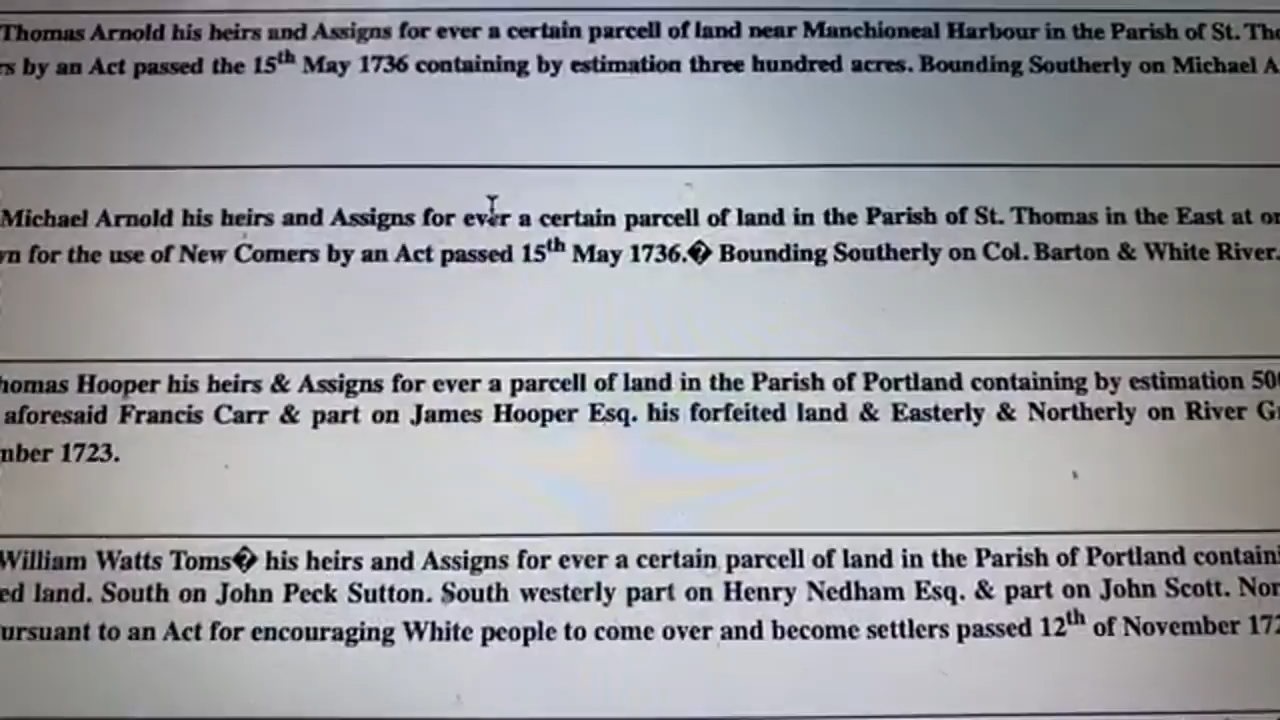 Thomas Arnold his heirs and Assigns for ever a certain parcell of land near Manchioneal Harbour in the Parish of St. Tho
rs by an Act passed the 15th May 1736 containing by estimation three hundred acres. Bounding Southerly on Michael A
Michael Arnold his heirs and Assigns for ever a certain parcell of land in the Parish of St. Thomas in the East at or
vn for the use of New Comers by an Act passed 15th May 1736.� Bounding Southerly on Col. Barton & White River.
homas Hooper his heirs & Assigns for ever a parcell of land in the Parish of Portland containing by estimation 500
aforesaid Francis Carr & part on James Hooper Esq. his forfeited land & Easterly & Northerly on River G
mber 1723.
William Watts Toms� his heirs and Assigns for ever a certain parcell of land in the Parish of Portland containi
ed land. South on John Peck Sutton. South westerly part on Henry Nedham Esq. & part on John Scott. Nor
ursuant to an Act for encouraging White people to come over and become settlers passed 12th of November 172